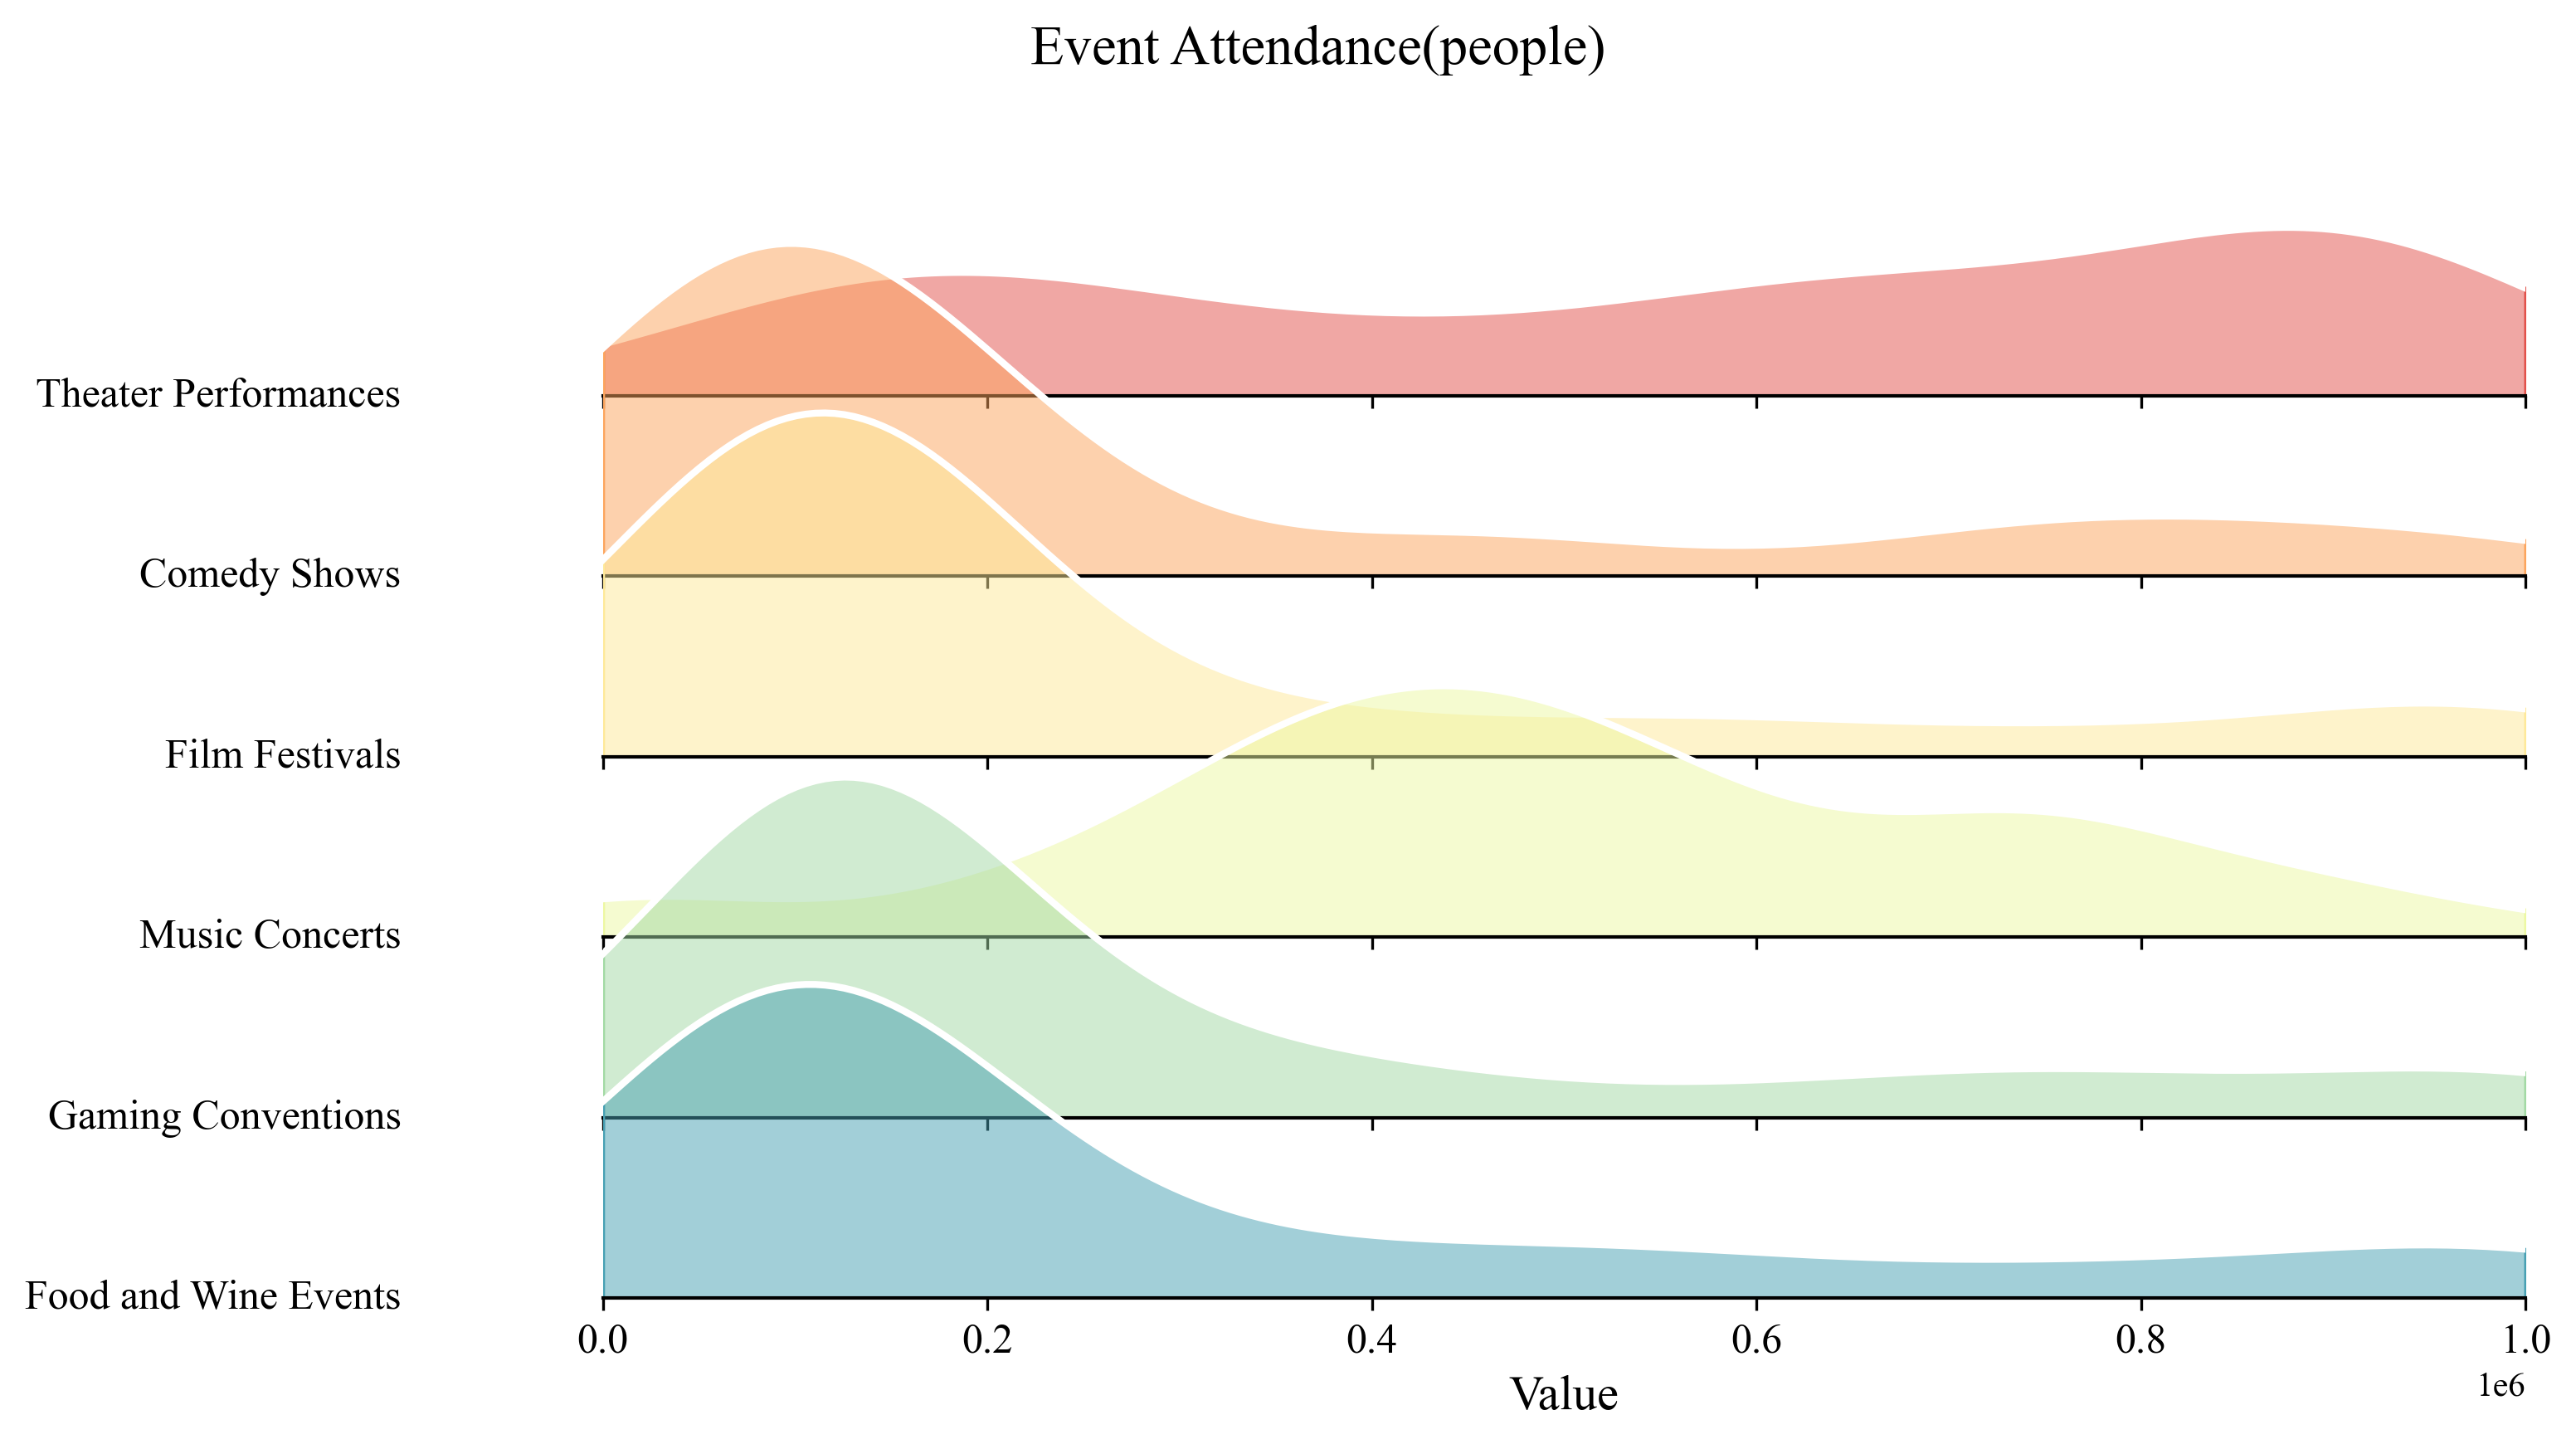 Event Attendance(people)
Theater Performances
Comedy Shows
Film Festivals
Music Concerts
Gaming Conventions
Food and Wine Events
0.0 0.2 0.4 0.6 0.8 1.0
1e6
Value